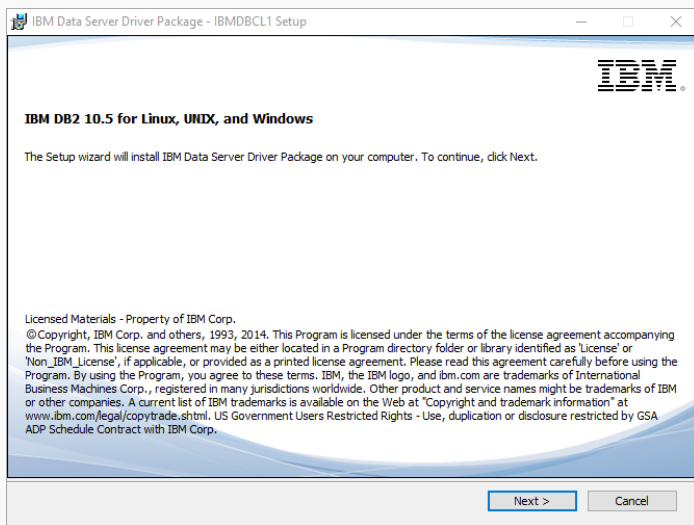 IBM Data Server Driver Package - IBMDBCL1 Setup
IBM
IBM DB2 10.5 for Linux, UNIX, and Windows
The Setup wizard will install IBM Data Server Driver Package on your computer. To continue, click Next.
Licensed Materials - Property of IBM Corp.
©Copyright, IBM Corp. and others, 1993, 2014. This Program is licensed under the terms of the license agreement accompanying
the Program. This license agreement may be either located in a Program directory folder or library identified as 'License' or
'Non_IBM_License', if applicable, or provided as a printed license agreement. Please read this agreement carefully before using the
Program. By using the Program, you agree to these terms. IBM, the IBM logo, and ibm.com are trademarks of International
Business Machines Corp., registered in many jurisdictions worldwide. Other product and service names might be trademarks of IBM
or other companies. A current list of IBM trademarks is available on the Web at "Copyright and trademark information" at
www.ibm.com/legal/copytrade.shtml. US Government Users Restricted Rights - Use, duplication or disclosure restricted by GSA
ADP Schedule Contract with IBM Corp.
Next >
Cancel